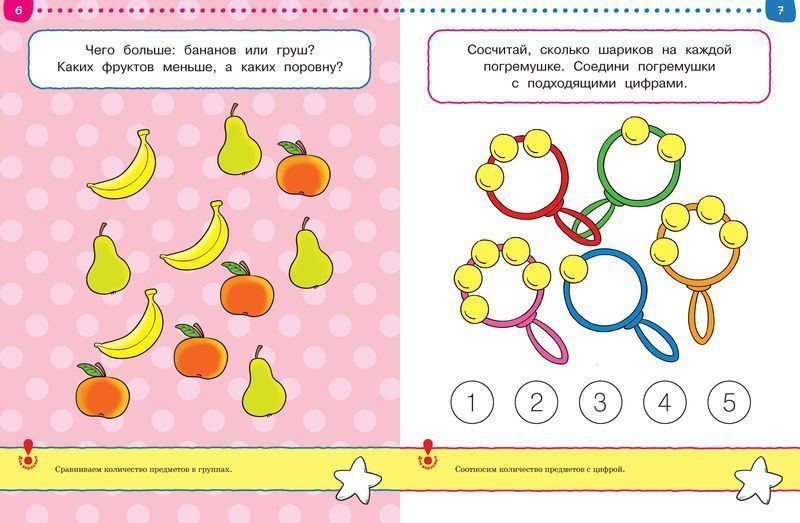 6
Чего больше: бананов или груш?
Каких фруктов меньше, а каких поровну?
Сравниваем количество предметов в группах.
7
Сосчитай, сколько шариков на каждой
погремушке. Соедини погремушки
с подходящими цифрами.
1 2 3 4 5
Соотносим количество предметов с цифрой.